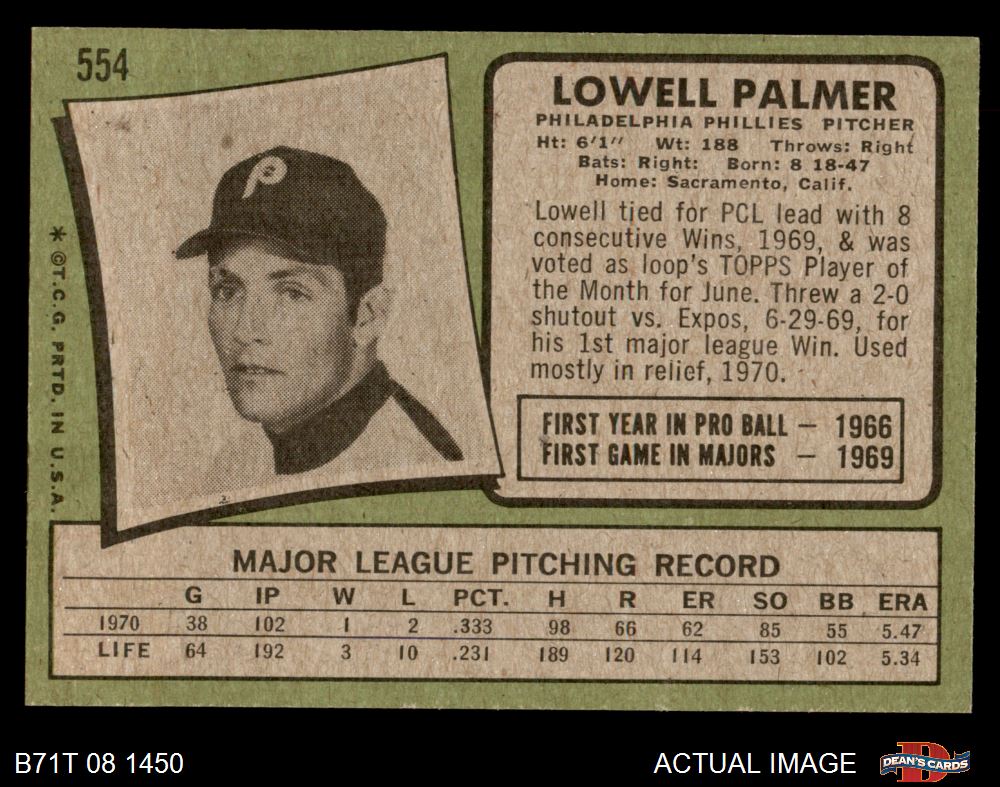 554
P
LOWELL PALMER
PHILADELPHIA PHILLIES PITCHER
Ht: 6'1" Wt: 188 Throws: Right
Bats: Right: Born: 8 18-47
Home: Sacramento, Calif.
Lowell tied for PCL lead with 8
consecutive Wins, 1969, & was
voted as loop's TOPPS Player of
the Month for June. Threw a 2-0
shutout vs. Expos, 6-29-69, for
his 1st major league Win. Used
mostly in relief, 1970.
FIRST YEAR IN PRO BALL — 1966
FIRST GAME IN MAJORS — 1969
* ©T.C.G. PRTD. IN U.S.A.
MAJOR LEAGUE PITCHING RECORD
G IP W L PCT. H R ER SO BB ERA
1970 38 102 1 2 .333 98 66 62 85 55 5.47
LIFE 64 192 3 10 .231 189 120 114 153 102 5.34
B71T 08 1450
ACTUAL IMAGE
D
DEAN'S CARDS